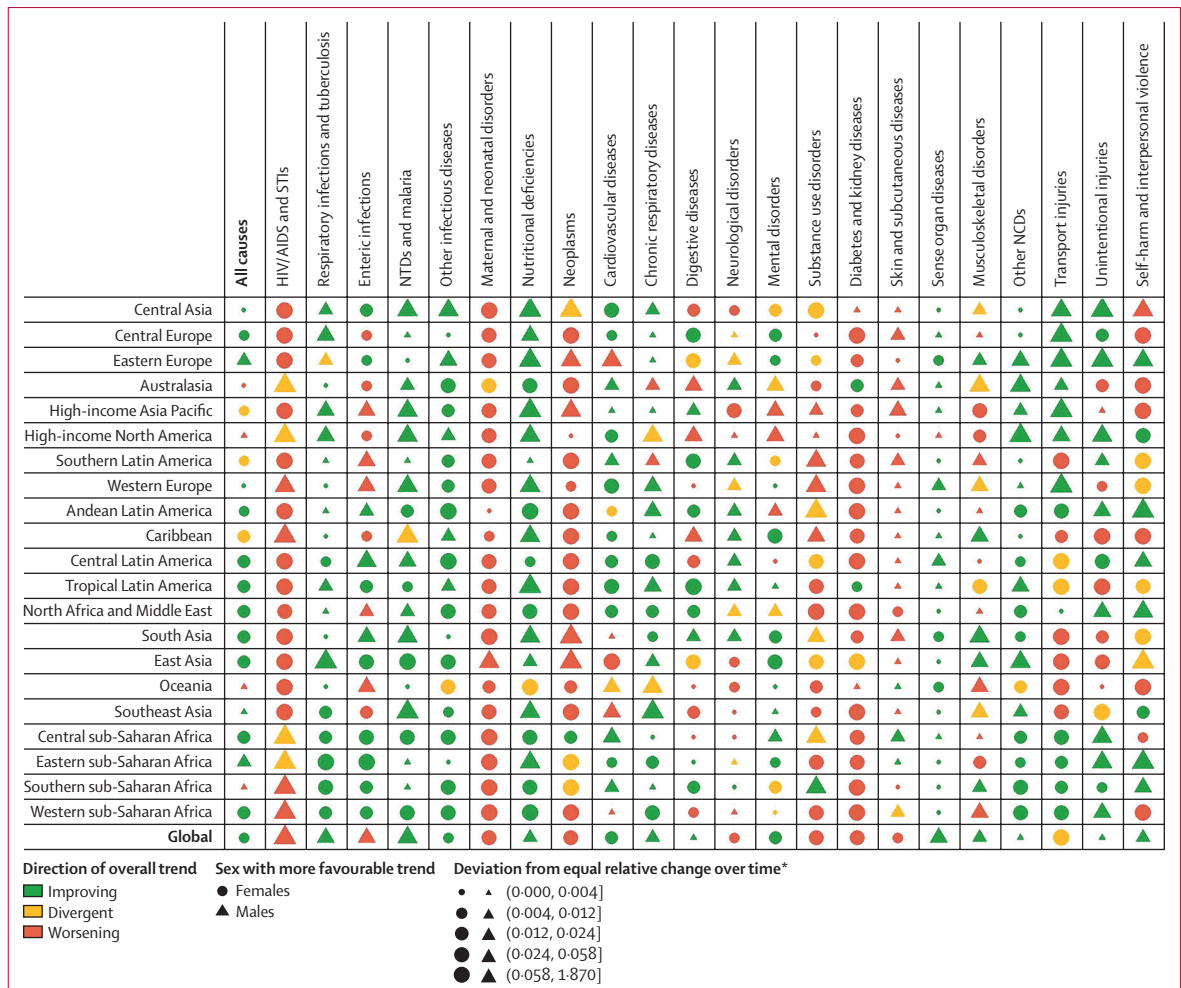 All causes
HIV/AIDS and STIs
Respiratory infections and tuberculosis
Enteric infections
NTDs and malaria
Other infectious diseases
Maternal and neonatal disorders
Nutritional deficiencies
Neoplasms
Cardiovascular diseases
Chronic respiratory diseases
Digestive diseases
Neurological disorders
Mental disorders
Substance use disorders
Diabetes and kidney diseases
Skin and subcutaneous diseases
Sense organ diseases
Musculoskeletal disorders
Other NCDs
Transport injuries
Unintentional injuries
Self-harm and interpersonal violence
Central Asia
Central Europe
Eastern Europe
Australasia
High-income Asia Pacific
High-income North America
Southern Latin America
Western Europe
Andean Latin America
Caribbean
Central Latin America
Tropical Latin America
North Africa and Middle East
South Asia
East Asia
Oceania
Southeast Asia
Central sub-Saharan Africa
Eastern sub-Saharan Africa
Southern sub-Saharan Africa
Western sub-Saharan Africa
Global
Direction of overall trend
Improving
Divergent
Worsening
Sex with more favourable trend
Females
Males
Deviation from equal relative change over time*
(0·000, 0·004]
(0·004, 0·012]
(0·012, 0·024]
(0·024, 0·058]
(0·058, 1·870]